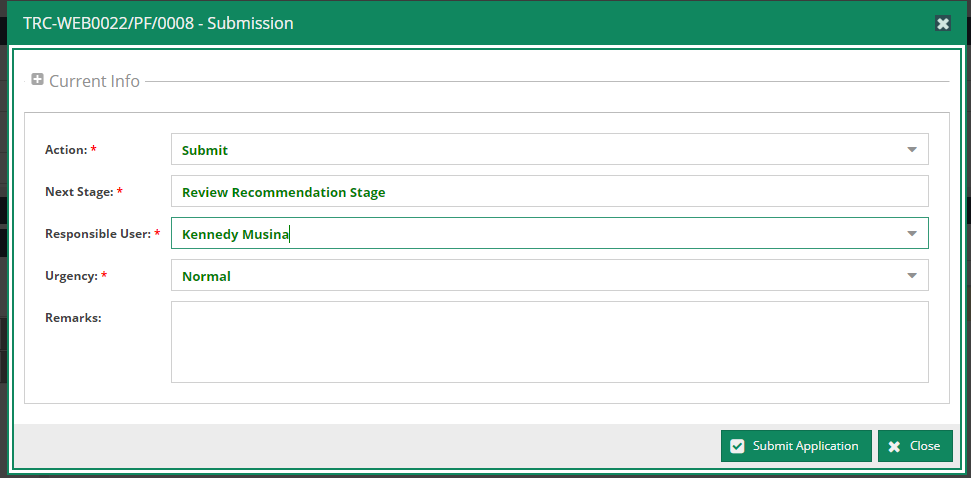 TRC-WEB0022/PF/0008 - Submission
Current Info
Action: * Submit
Next Stage: * Review Recommendation Stage
Responsible User: * Kennedy Musina
Urgency: * Normal
Remarks:
Submit Application Close